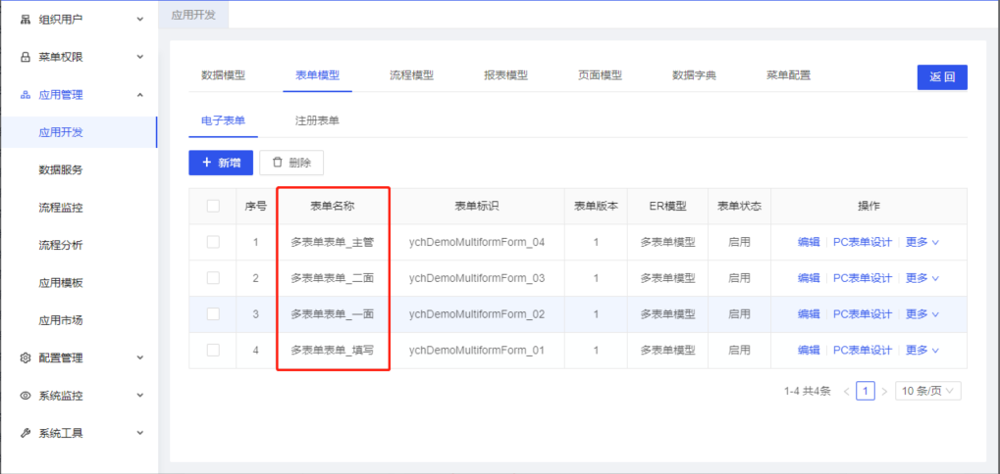 组织用户
菜单权限
应用管理
应用开发
数据服务
流程监控
流程分析
应用模板
应用市场
配置管理
系统监控
系统工具
应用开发
数据模型 表单模型 流程模型 报表模型 页面模型 数据字典 菜单配置 返回
电子表单 注册表单
+ 新增 删除
序号 表单名称 表单标识 表单版本 ER模型 表单状态 操作
1 多表单表单_主管 ychDemoMultiformForm_04 1 多表单模型 启用 编辑 PC表单设计 更多
2 多表单表单_二面 ychDemoMultiformForm_03 1 多表单模型 启用 编辑 PC表单设计 更多
3 多表单表单_一面 ychDemoMultiformForm_02 1 多表单模型 启用 编辑 PC表单设计 更多
4 多表单表单_填写 ychDemoMultiformForm_01 1 多表单模型 启用 编辑 PC表单设计 更多
1-4 共4条 < 1 > 10 条/页